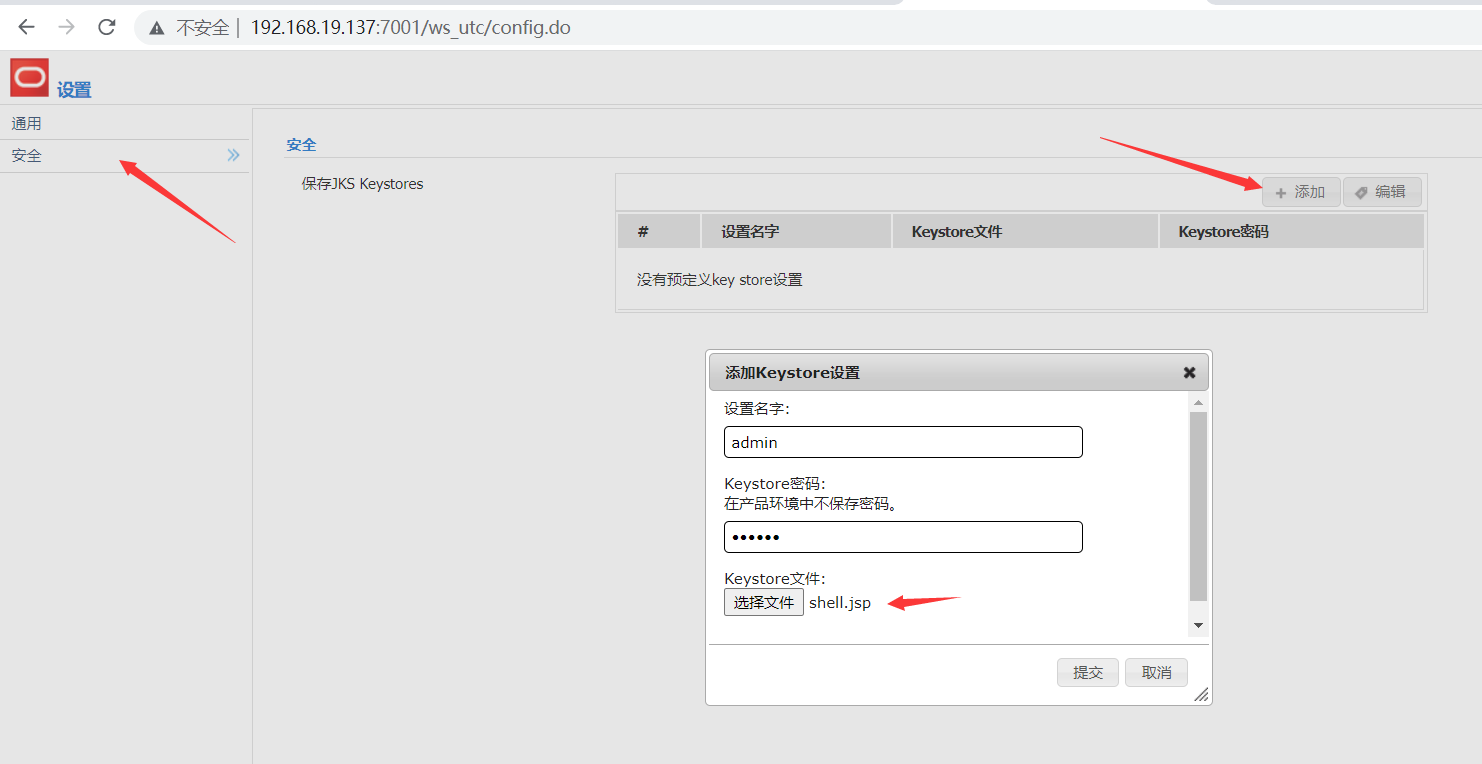 不安全 | 192.168.19.137:7001/ws_utc/config.do
设置
通用
安全
安全
保存JKS Keystores
添加 编辑
# 设置名字 Keystore文件 Keystore密码
没有预定义key store设置
添加Keystore设置
设置名字:
admin
Keystore密码:
在产品环境中不保存密码。
••••••
Keystore文件:
选择文件 shell.jsp
提交 取消